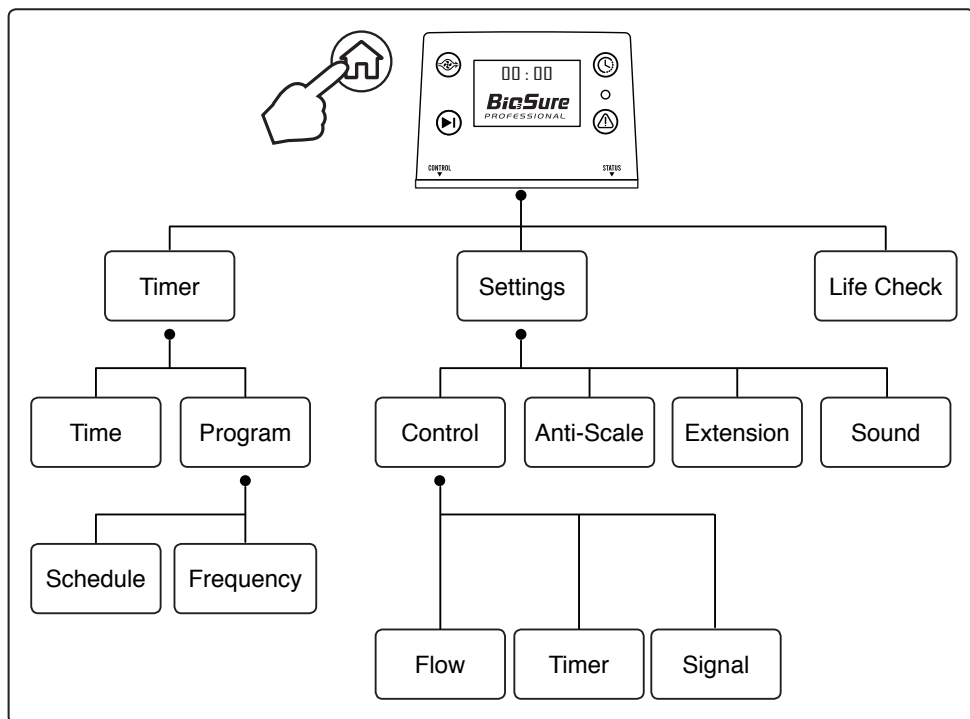 00:00
BioSure
PROFESSIONAL
CONTROL
STATUS
Timer
Settings
Life Check
Time
Program
Control
Anti-Scale
Extension
Sound
Schedule
Frequency
Flow
Timer
Signal